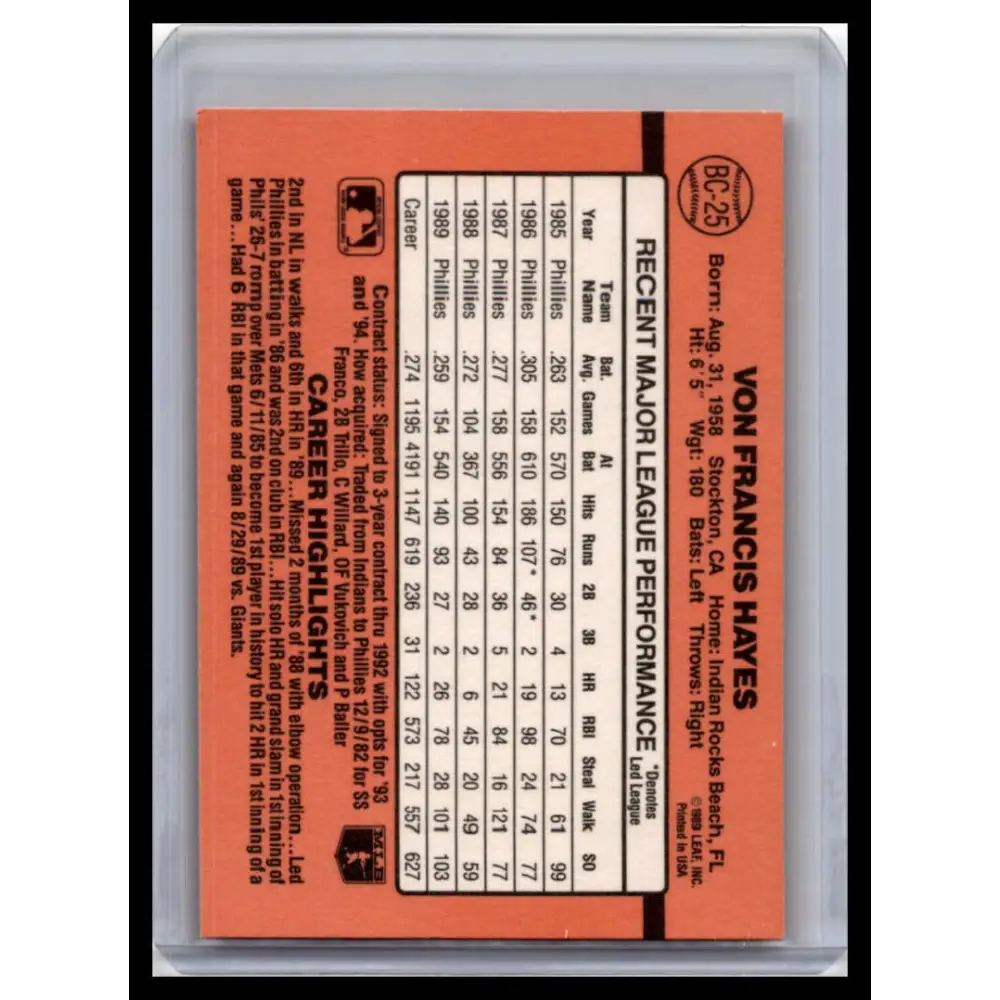 BC-25
VON FRANCIS HAYES
Born: Aug. 31, 1958 Stockton, CA Home: Indian Rocks Beach, FL
Ht: 6'5" Wgt: 180 Bats: Left Throws: Right
©1989 LEAF, INC.
Printed in USA
RECENT MAJOR LEAGUE PERFORMANCE
*Denotes
Led League
Year Team Name Bat. Avg. Games At Bat Hits Runs 2B 3B HR RBI Steal Walk SO
1985 Phillies .263 152 570 150 76 30 4 13 70 21 61 99
1986 Phillies .305 158 610 186 107* 46* 2 19 98 24 74 77
1987 Phillies .277 158 556 154 84 36 5 21 84 16 121 77
1988 Phillies .272 104 367 100 43 28 2 6 45 20 49 59
1989 Phillies .259 154 540 140 93 27 2 26 78 28 101 103
Career .274 1195 4191 1147 619 236 31 122 573 217 557 627
Contract status: Signed to 3-year contract thru 1992 with opts for '93
and '94. How acquired: Traded from Indians to Phillies 12/9/82 for SS
Franco, 2B Trillo, C Willard, OF Vukovich and P Baller
MLB
CAREER HIGHLIGHTS
2nd in NL in walks and 6th in HR in '89...Missed 2 months of '88 with elbow operation...Led
Phillies in batting in '86 and was 2nd on club in RBI...Hit solo HR and grand slam in 1st inning of
Phils' 26-7 romp over Mets 6/11/85 to become 1st player in history to hit 2 HR in 1st inning of a
game...Had 6 RBI in that game and again 8/29/89 vs. Giants.